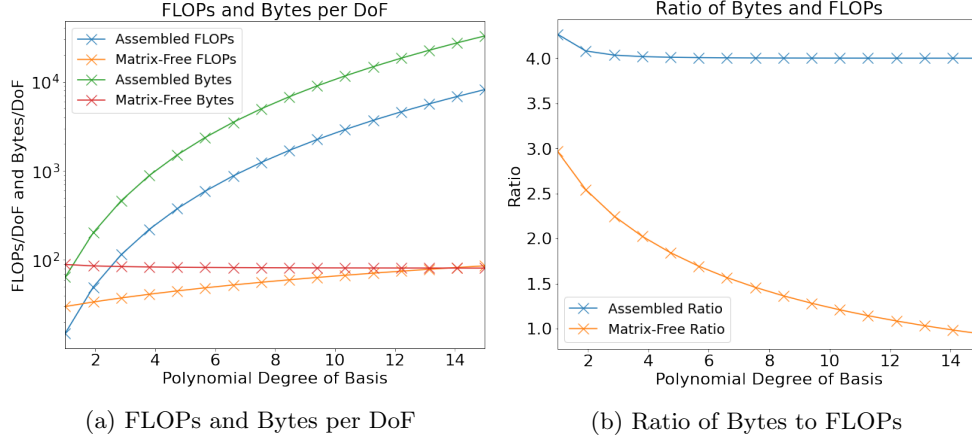 FLOPs and Bytes per DoF
Assembled FLOPs
Matrix-Free FLOPs
Assembled Bytes
Matrix-Free Bytes
FLOPs/DoF and Bytes/DoF
10^4
10^3
10^2
2 4 6 8 10 12 14
Polynomial Degree of Basis
(a) FLOPs and Bytes per DoF
Ratio of Bytes and FLOPs
Ratio
4.0
3.5
3.0
2.5
2.0
1.5
1.0
Assembled Ratio
Matrix-Free Ratio
2 4 6 8 10 12 14
Polynomial Degree of Basis
(b) Ratio of Bytes to FLOPs